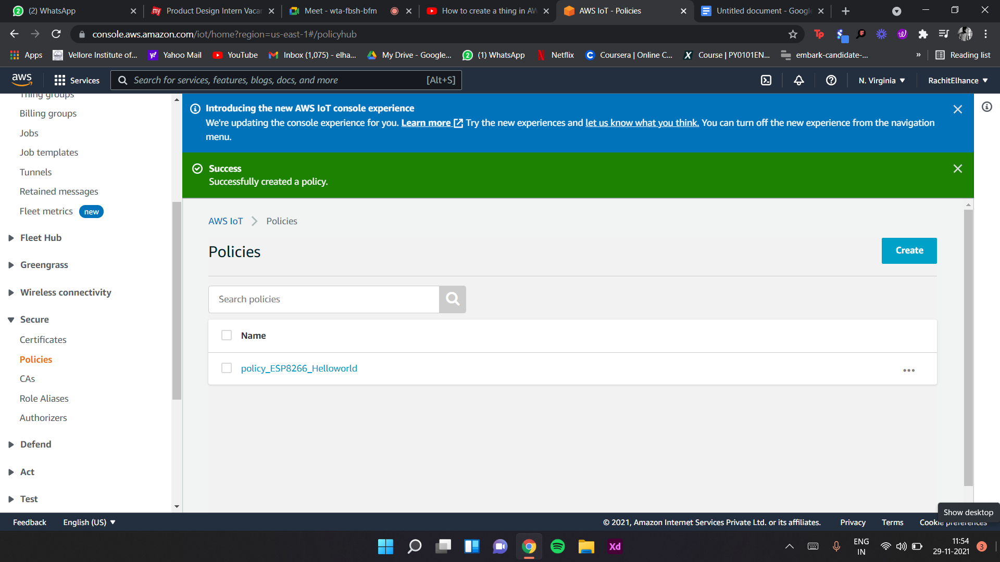 (2) WhatsApp
Product Design Intern Vacan
Meet - wta-fbsh-bfm
How to create a thing in AW
AWS IoT - Policies
Untitled document - Google
console.aws.amazon.com/iot/home?region=us-east-1#/policyhub
Apps
Vellore Institute of...
Yahoo Mail
YouTube
Inbox (1,075) - elha...
My Drive - Google...
(1) WhatsApp
Netflix
Coursera | Online C...
Course | PY0101EN...
embark-candidate-...
»
Reading list
aws
Services
Search for services, features, blogs, docs, and more
[Alt+S]
N. Virginia
RachitElhance
Thing groups
Billing groups
Jobs
Job templates
Tunnels
Retained messages
Fleet metrics new
Fleet Hub
Greengrass
Wireless connectivity
Secure
Certificates
Policies
CAs
Role Aliases
Authorizers
Defend
Act
Test
Introducing the new AWS IoT console experience
We're updating the console experience for you. Learn more Try the new experiences and let us know what you think. You can turn off the new experience from the navigation
menu.
Success
Successfully created a policy.
AWS IoT
Policies
Policies
Create
Search policies
Name
policy_ESP8266_Helloworld
Show desktop
Feedback
English (US)
© 2021, Amazon Internet Services Private Ltd. or its affiliates.
Privacy
Terms
Cookie preferences
Xd
ENG
IN
11:54
29-11-2021
3